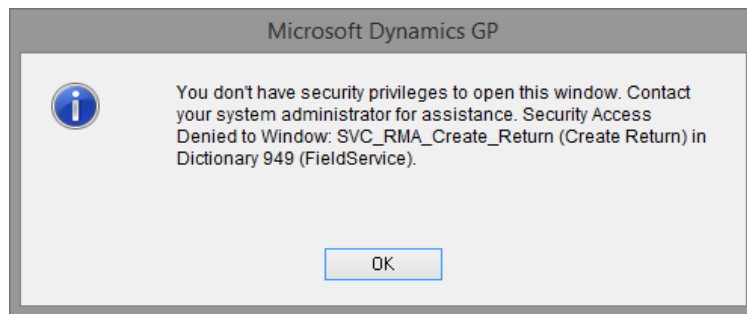 Microsoft Dynamics GP
You don't have security privileges to open this window. Contact
your system administrator for assistance. Security Access
Denied to Window: SVC_RMA_Create_Return (Create Return) in
Dictionary 949 (FieldService).
OK